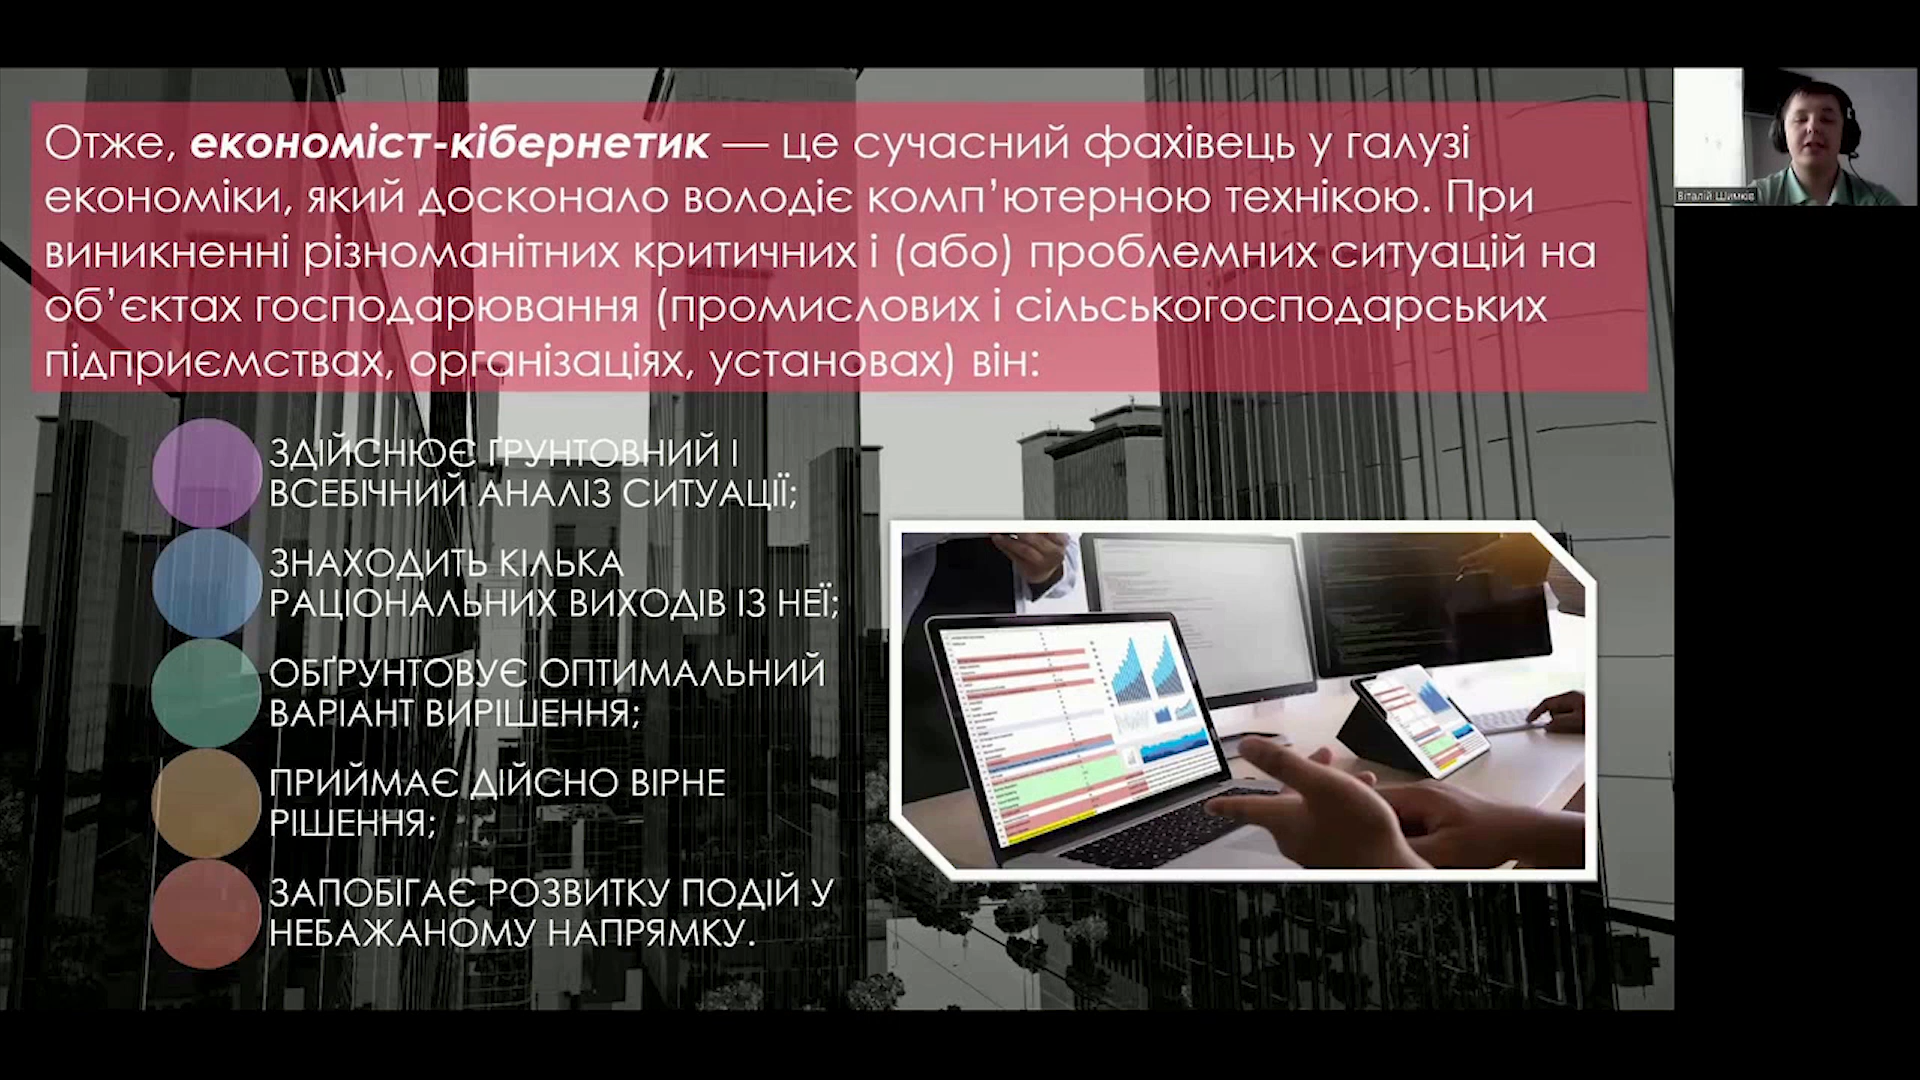 Отже, економіст-кібернетик — це сучасний фахівець у галузі
економіки, який досконало володіє комп’ютерною технікою. При
виникненні різноманітних критичних і (або) проблемних ситуацій на
об’єктах господарювання (промислових і сільськогосподарських
підприємствах, організаціях, установах) він:
ЗДІЙСНЮЄ ҐРУНТОВНИЙ І
ВСЕБІЧНИЙ АНАЛІЗ СИТУАЦІЇ;
ЗНАХОДИТЬ КІЛЬКА
РАЦІОНАЛЬНИХ ВИХОДІВ ІЗ НЕЇ;
ОБҐРУНТОВУЄ ОПТИМАЛЬНИЙ
ВАРІАНТ ВИРІШЕННЯ;
ПРИЙМАЄ ДІЙСНО ВІРНЕ
РІШЕННЯ;
ЗАПОБІГАЄ РОЗВИТКУ ПОДІЙ У
НЕБАЖАНОМУ НАПРЯМКУ.
Віталій Шимків